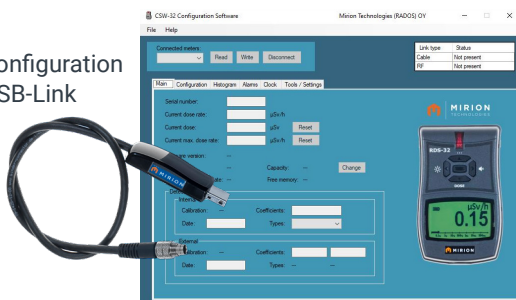 CSW-32 Configuration Software
Mirion Technologies (RADOS) OY
File Help
onfiguration
SB-Link
Connected meters:
Read Write Disconnect
Link type Status
Cable Not present
RF Not present
Main Configuration Histogram Alarms Clock Tools / Settings
Serial number:
Current dose rate: µSv/h
Current dose: µSv Reset
Current max. dose rate: µSv/h Reset
version: --
Capacity: -- Change
Free memory: --
Internal
Calibration: -- Coefficients:
Date: Types:
External
Calibration: -- Coefficients:
Date: Types: -- --
MIRION
MIRION
TECHNOLOGIES
RDS-32
DOSE
µSv/h
0.15
MIRION